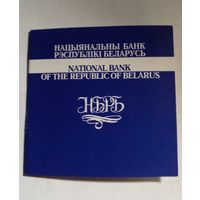 НАЦЫЯНАЛЬНЫ БАНК
РЭСПУБЛІКІ БЕЛАРУСЬ
NATIONAL BANK
OF THE REPUBLIC OF BELARUS
НБРБ